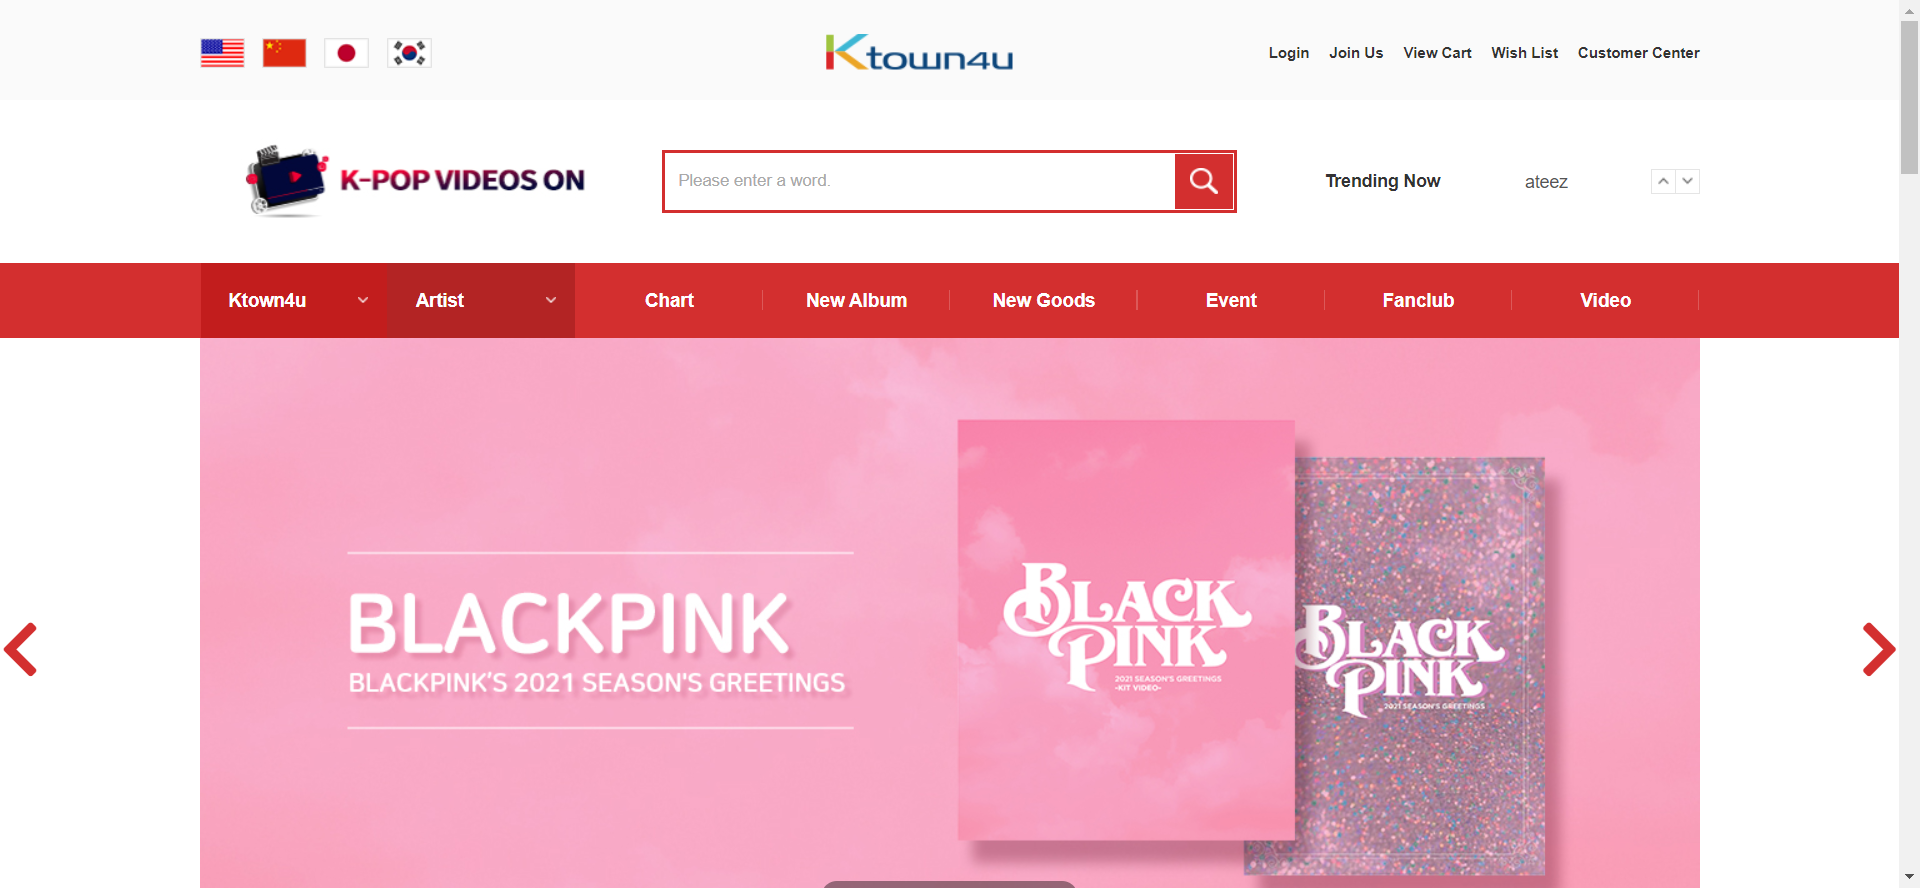 Ktown4u
Login Join Us View Cart Wish List Customer Center
K-POP VIDEOS ON
Please enter a word.
Trending Now ateez
Ktown4u Artist Chart New Album New Goods Event Fanclub Video
BLACKPINK
BLACKPINK'S 2021 SEASON'S GREETINGS
BLACK
PINK
2021 SEASON'S GREETINGS
-KIT VIDEO-
BLACK
PINK
2021 SEASON'S GREETINGS